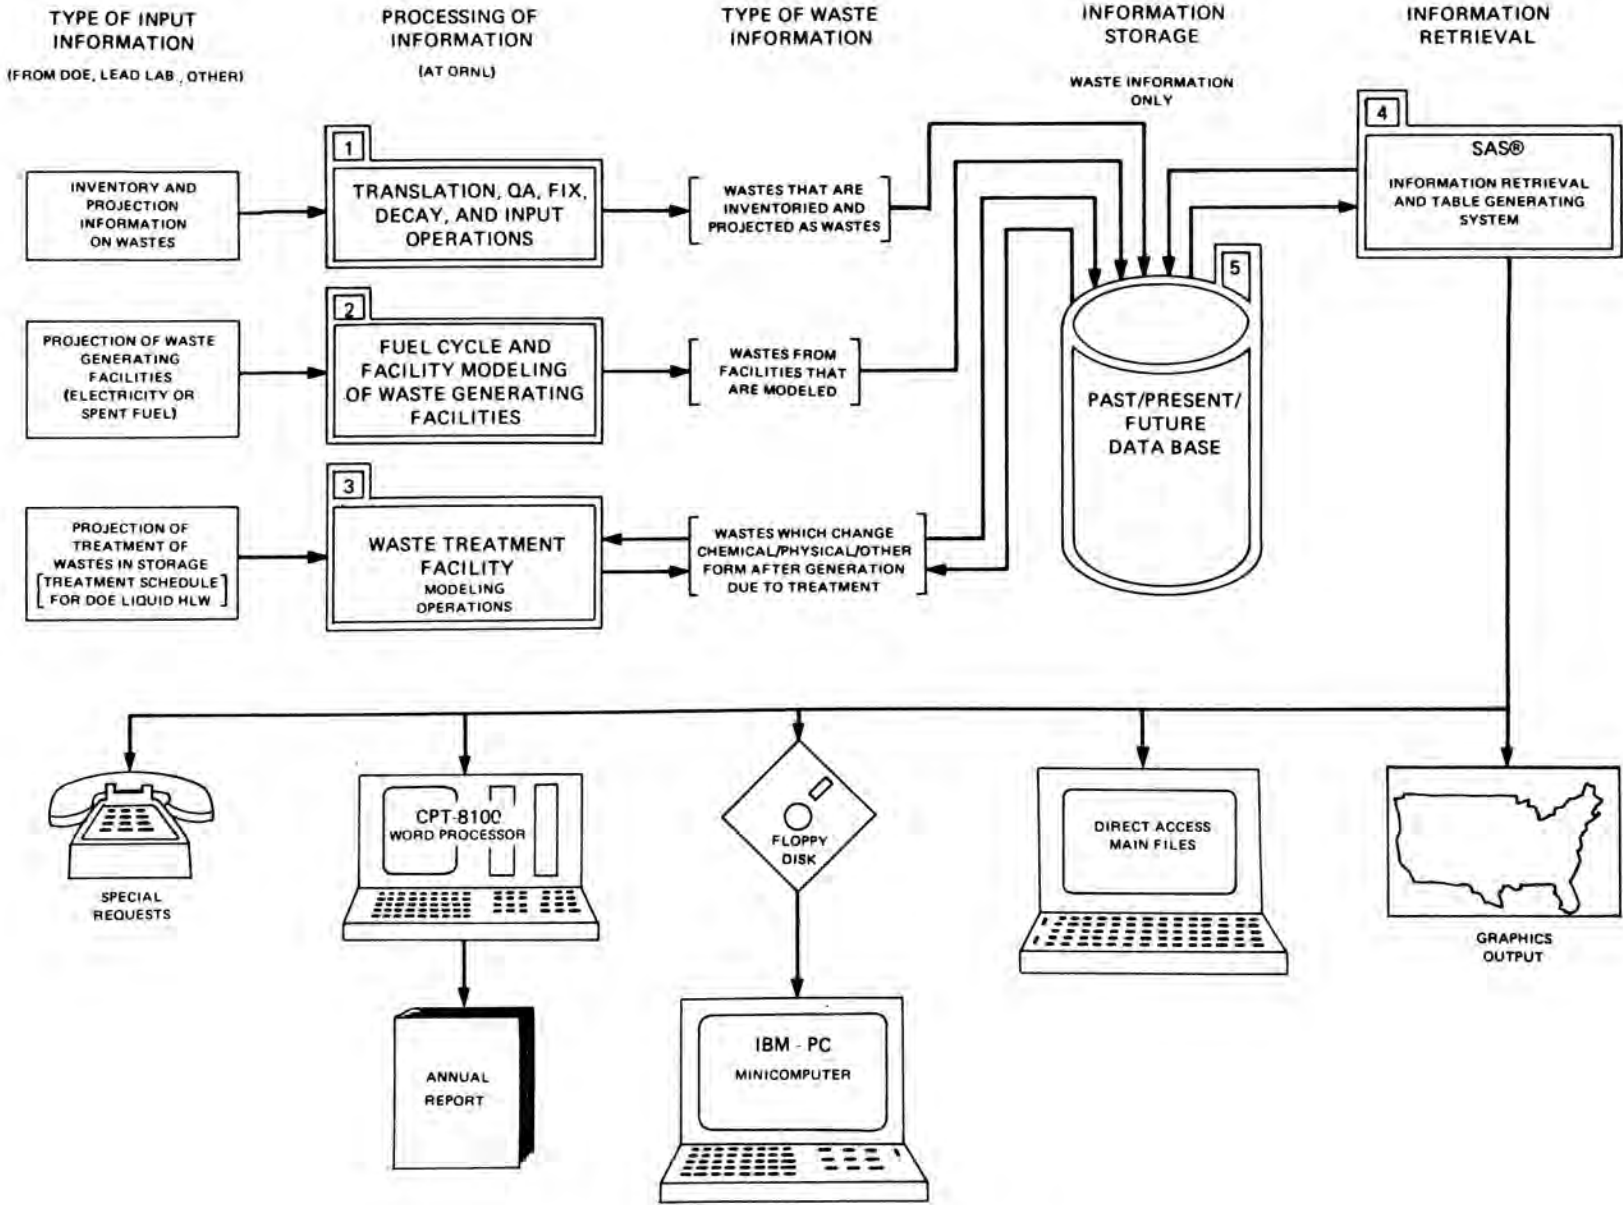 TYPE OF INPUT
INFORMATION
(FROM DOE, LEAD LAB, OTHER)
PROCESSING OF
INFORMATION
(AT ORNL)
TYPE OF WASTE
INFORMATION
INFORMATION
STORAGE
WASTE INFORMATION
ONLY
INFORMATION
RETRIEVAL
INVENTORY AND
PROJECTION
INFORMATION
ON WASTES
1
TRANSLATION, QA, FIX,
DECAY, AND INPUT
OPERATIONS
WASTES THAT ARE
INVENTORIED AND
PROJECTED AS WASTES
4
SAS®
INFORMATION RETRIEVAL
AND TABLE GENERATING
SYSTEM
PROJECTION OF WASTE
GENERATING
FACILITIES
(ELECTRICITY OR
SPENT FUEL)
2
FUEL CYCLE AND
FACILITY MODELING
OF WASTE GENERATING
FACILITIES
WASTES FROM
FACILITIES THAT
ARE MODELED
5
PAST/PRESENT/
FUTURE
DATA BASE
PROJECTION OF
TREATMENT OF
WASTES IN STORAGE
[TREATMENT SCHEDULE
FOR DOE LIQUID HLW]
3
WASTE TREATMENT
FACILITY
MODELING
OPERATIONS
WASTES WHICH CHANGE
CHEMICAL/PHYSICAL/OTHER
FORM AFTER GENERATION
DUE TO TREATMENT
SPECIAL
REQUESTS
CPT-8100
WORD PROCESSOR
FLOPPY
DISK
DIRECT ACCESS
MAIN FILES
GRAPHICS
OUTPUT
ANNUAL
REPORT
IBM - PC
MINICOMPUTER